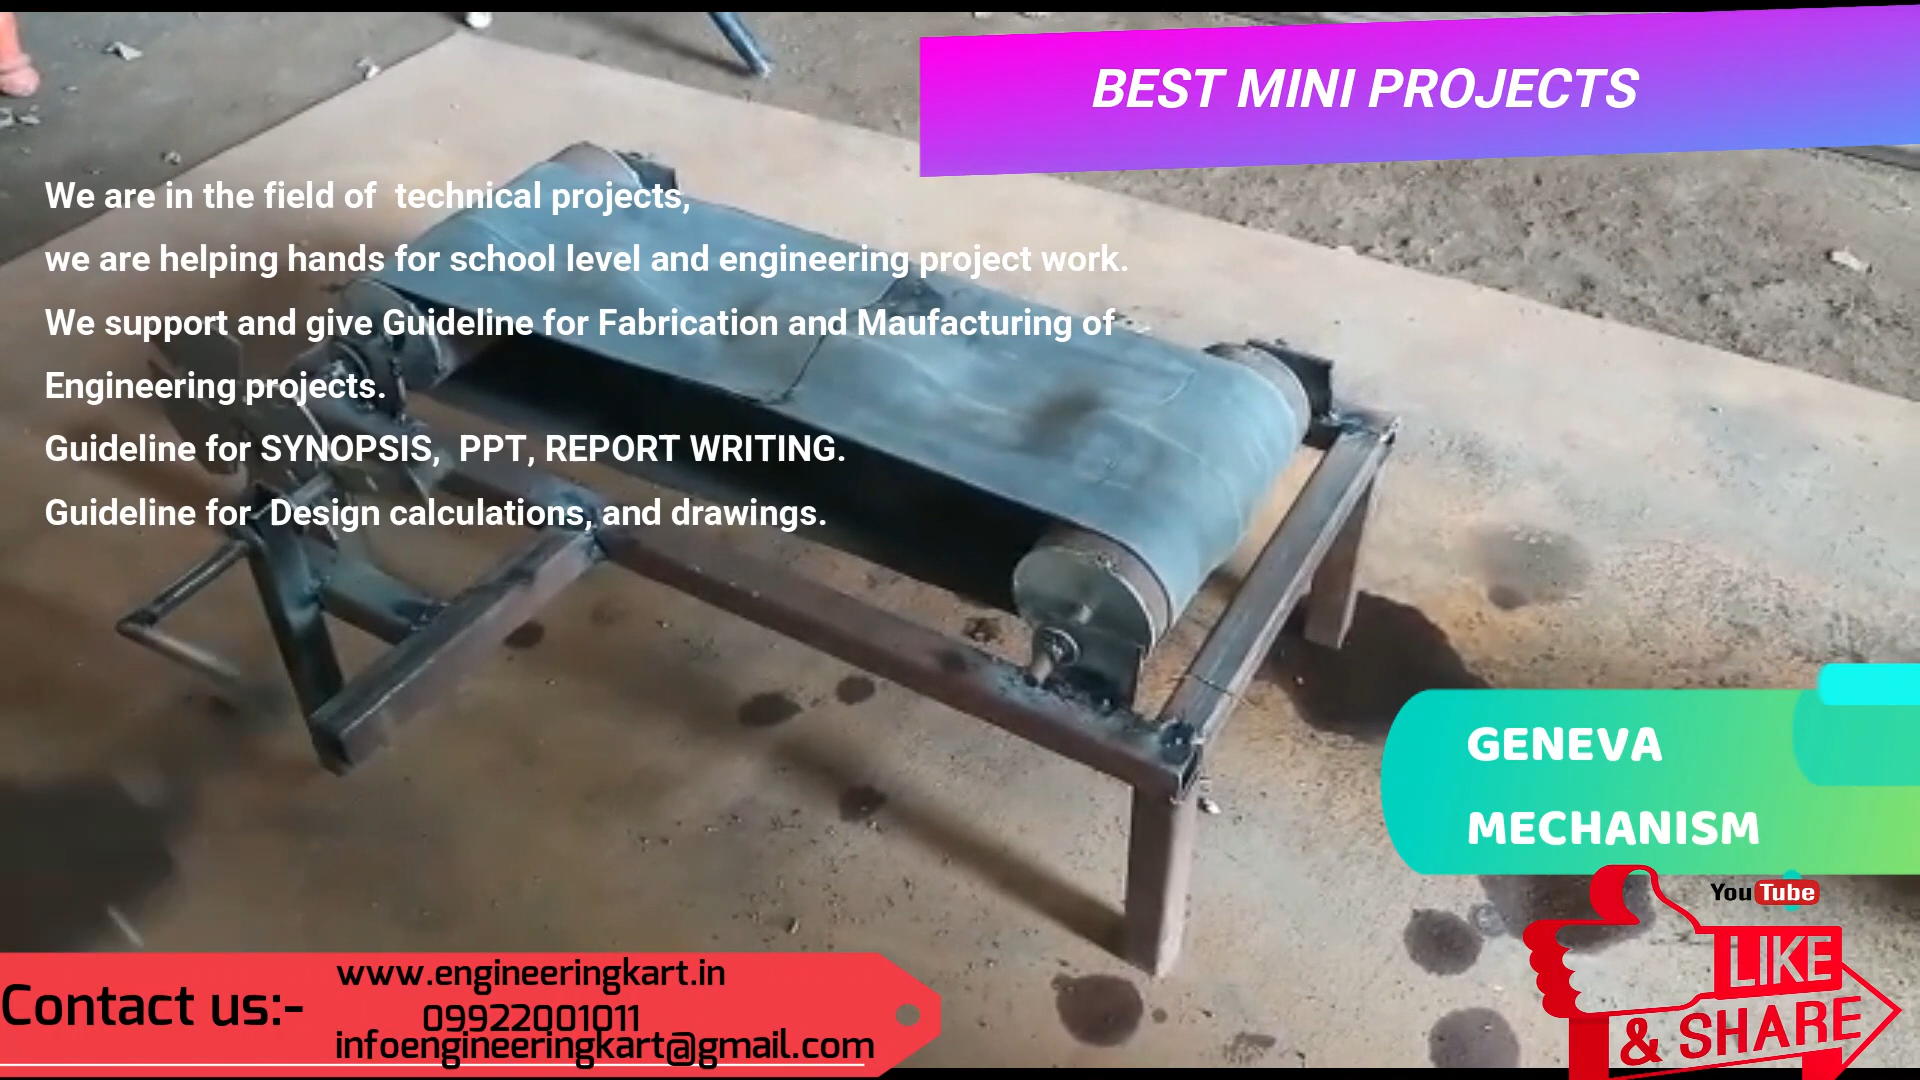 BEST MINI PROJECTS
We are in the field of  technical projects,
we are helping hands for school level and engineering project work.
We support and give Guideline for Fabrication and Maufacturing of
Engineering projects.
Guideline for SYNOPSIS,  PPT, REPORT WRITING.
Guideline for  Design calculations, and drawings.
GENEVA
MECHANISM
YouTube
LIKE
& SHARE
Contact us:-
www.engineeringkart.in
09922001011
infoengineeringkart@gmail.com